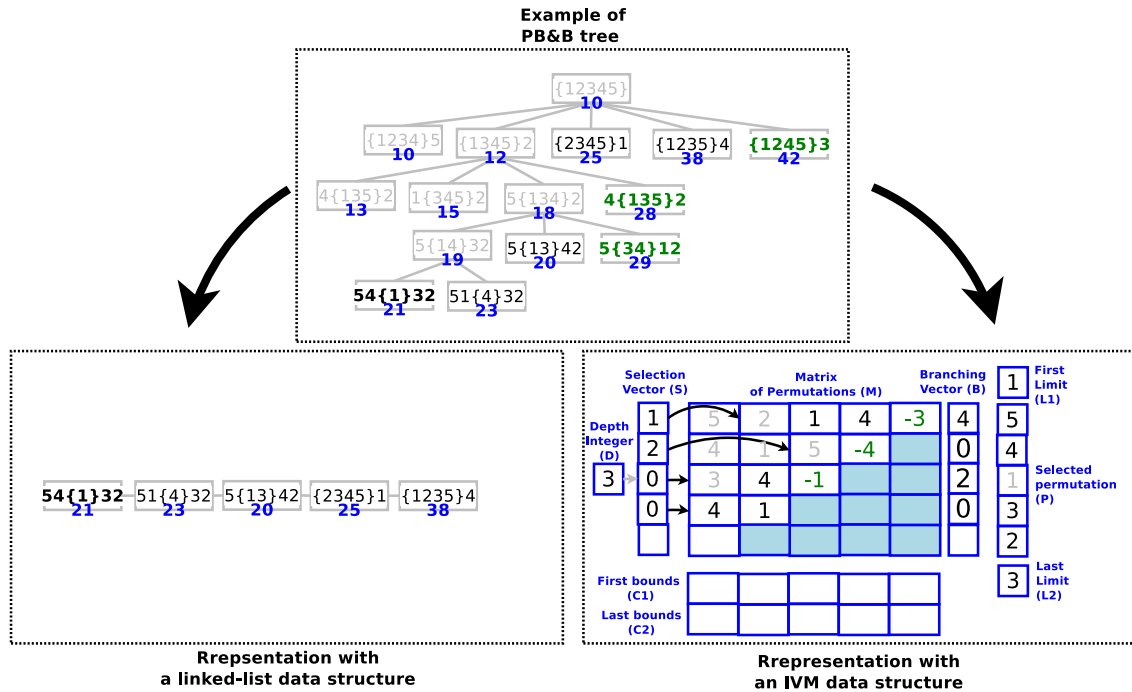 Example of
PB&B tree
{12345}
10
{1234}5 {1345}2 {2345}1 {1235}4 {1245}3
10 12 25 38 42
4{135}2 1{345}2 5{134}2 4{135}2
13 15 18 28
5{14}32 5{13}42 5{34}12
19 20 29
54{1}32 51{4}32
21 23
54{1}32 51{4}32 5{13}42 {2345}1 {1235}4
21 23 20 25 38
Rrepsentation with
a linked-list data structure
Selection
Vector (S)
Matrix
of Permutations (M)
Branching
Vector (B)
First
Limit
(L1)
Depth
Integer
(D)
Selected
permutation
(P)
Last
Limit
(L2)
1 5 2 1 4 -3 4 1
2 4 1 5 -4 0 5
3 0 3 4 -1 2 4
0 4 1 0 1
3
2
3
First bounds
(C1)
Last bounds
(C2)
Rrepresentation with
an IVM data structure